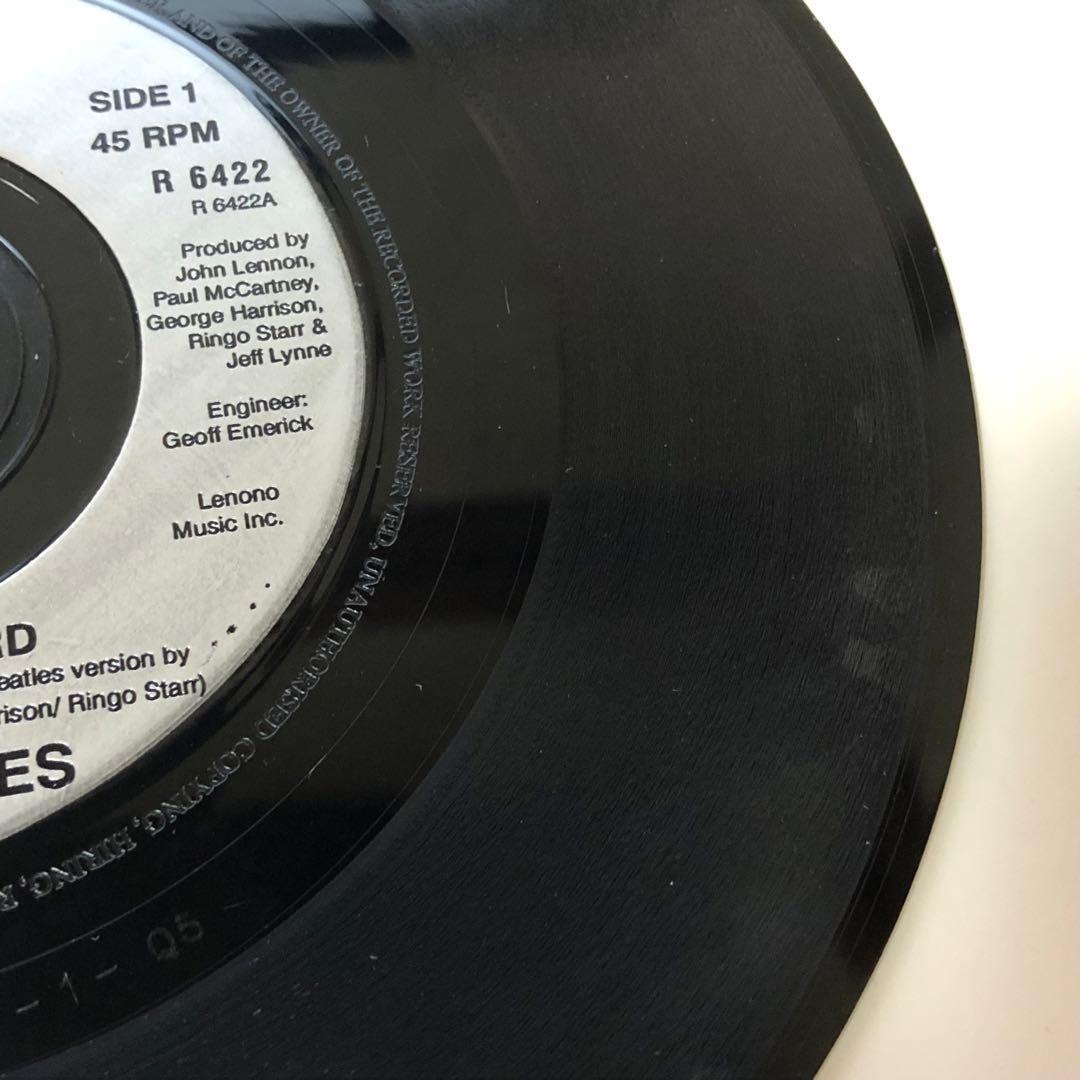 SIDE 1
45 RPM
R 6422
R 6422A
Produced by
John Lennon,
Paul McCartney,
George Harrison,
Ringo Starr &
Jeff Lynne
Engineer:
Geoff Emerick
Lenono
Music Inc.
RD
eatles version by
rison/ Ringo Starr)
ES
AND OF THE OWNER OF THE RECORDED WORK RESERVED, UNAUTHORISED COPYING, HIRING,
- 1 - Q5